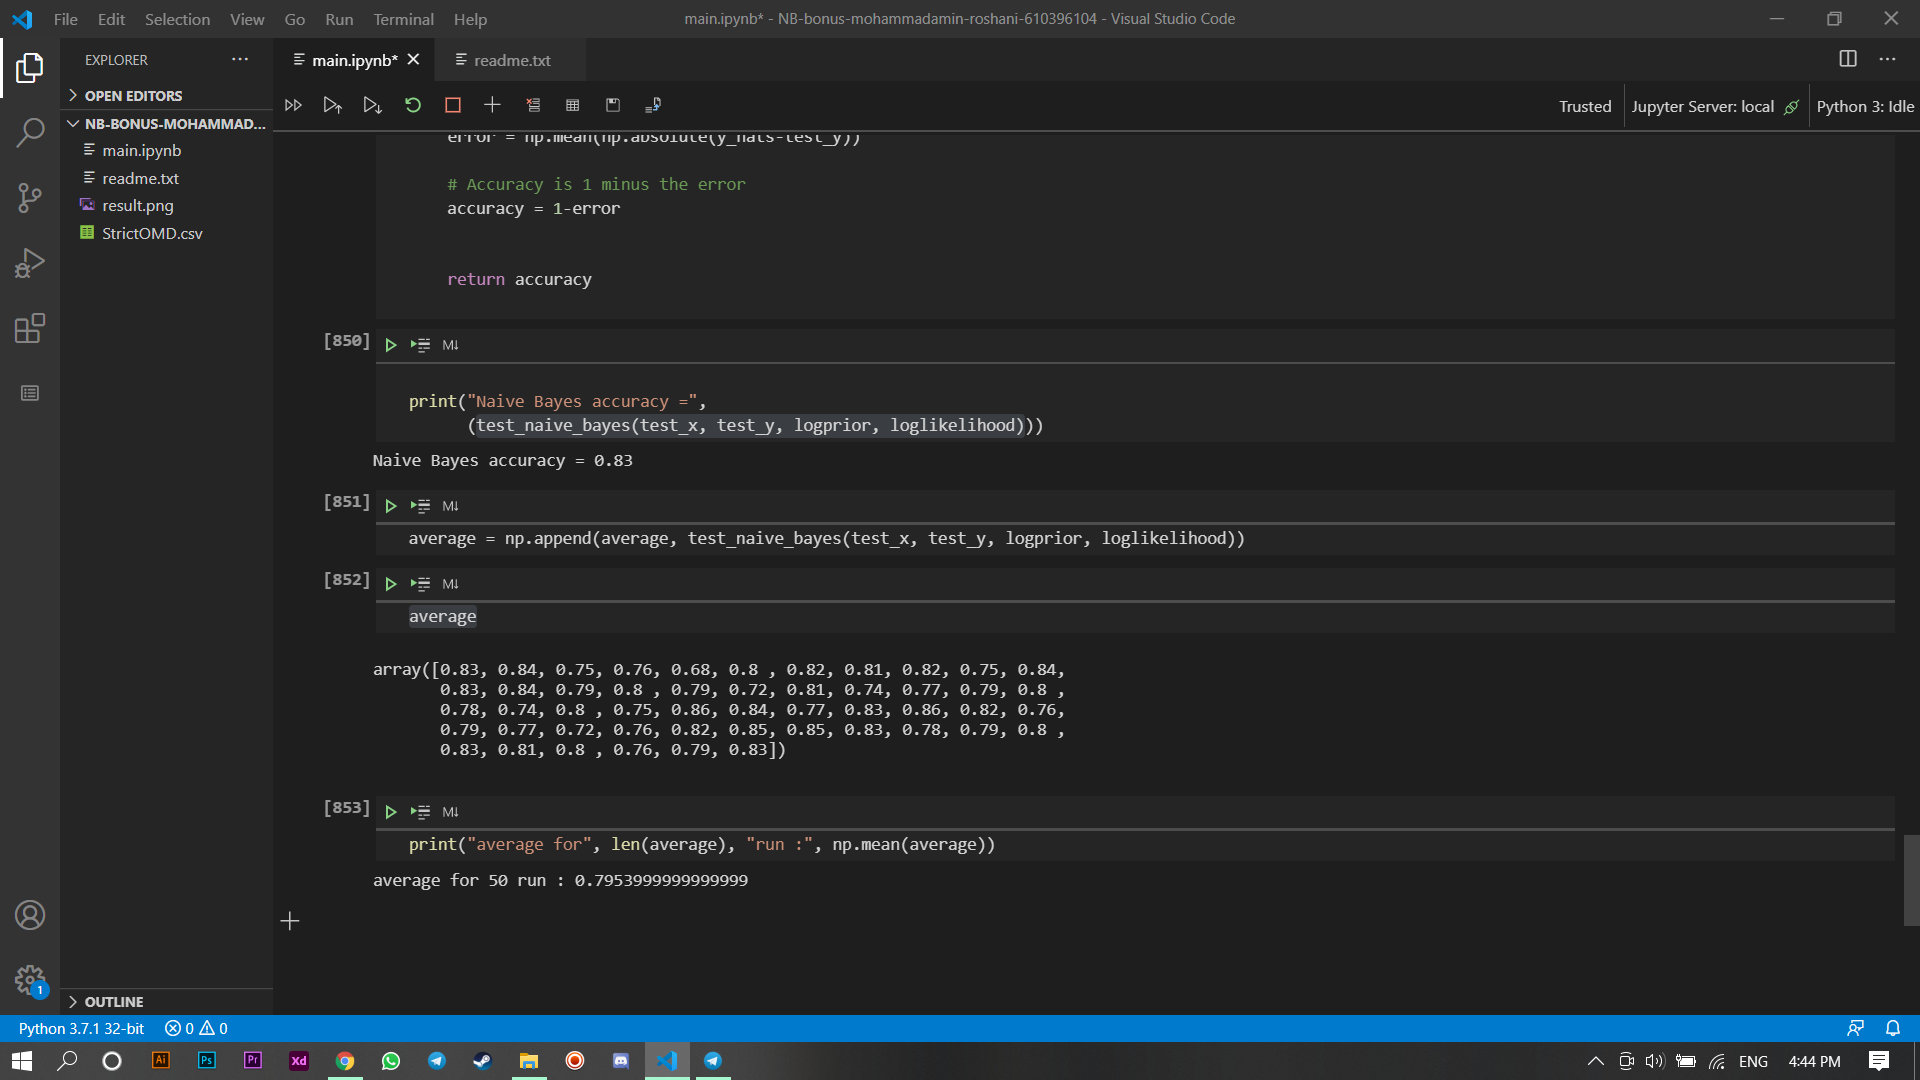 File Edit Selection View Go Run Terminal Help
main.ipynb* - NB-bonus-mohammadamin-roshani-610396104 - Visual Studio Code
EXPLORER
main.ipynb*
readme.txt
OPEN EDITORS
NB-BONUS-MOHAMMAD...
main.ipynb
readme.txt
result.png
StrictOMD.csv
Trusted
Jupyter Server: local
Python 3: Idle
error = np.mean(np.absolute(y_hats-test_y))
# Accuracy is 1 minus the error
accuracy = 1-error
return accuracy
[850]
M↓
print("Naive Bayes accuracy =",
(test_naive_bayes(test_x, test_y, logprior, loglikelihood)))
Naive Bayes accuracy = 0.83
[851]
M↓
average = np.append(average, test_naive_bayes(test_x, test_y, logprior, loglikelihood))
[852]
M↓
average
array([0.83, 0.84, 0.75, 0.76, 0.68, 0.8 , 0.82, 0.81, 0.82, 0.75, 0.84,
0.83, 0.84, 0.79, 0.8 , 0.79, 0.72, 0.81, 0.74, 0.77, 0.79, 0.8 ,
0.78, 0.74, 0.8 , 0.75, 0.86, 0.84, 0.77, 0.83, 0.86, 0.82, 0.76,
0.79, 0.77, 0.72, 0.76, 0.82, 0.85, 0.85, 0.83, 0.78, 0.79, 0.8 ,
0.83, 0.81, 0.8 , 0.76, 0.79, 0.83])
[853]
M↓
print("average for", len(average), "run :", np.mean(average))
average for 50 run : 0.7953999999999999
1
OUTLINE
Python 3.7.1 32-bit
0
0
Ai
Ps
Pr
Xd
ENG
4:44 PM